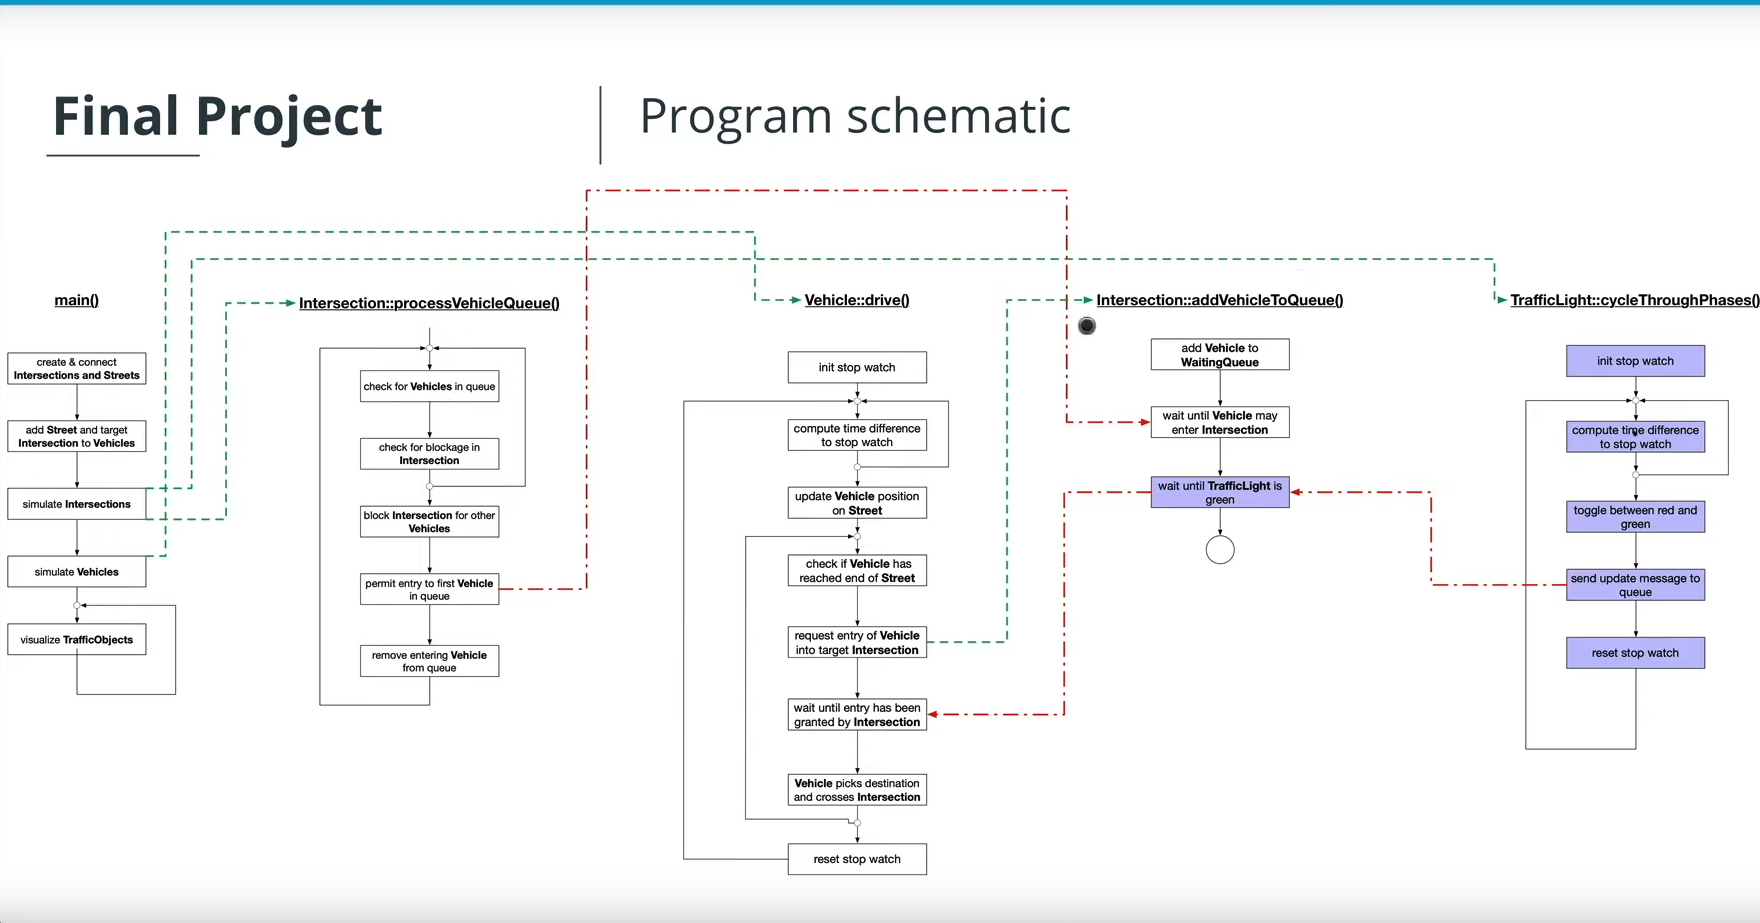 Final Project
Program schematic
main()
create & connect
Intersections and Streets
add Street and target
Intersection to Vehicles
simulate Intersections
simulate Vehicles
visualize TrafficObjects
Intersection::processVehicleQueue()
check for Vehicles in queue
check for blockage in
Intersection
block Intersection for other
Vehicles
permit entry to first Vehicle
in queue
remove entering Vehicle
from queue
Vehicle::drive()
init stop watch
compute time difference
to stop watch
update Vehicle position
on Street
check if Vehicle has
reached end of Street
request entry of Vehicle
into target Intersection
wait until entry has been
granted by Intersection
Vehicle picks destination
and crosses Intersection
reset stop watch
Intersection::addVehicleToQueue()
add Vehicle to
WaitingQueue
wait until Vehicle may
enter Intersection
wait until TrafficLight is
green
TrafficLight::cycleThroughPhases()
init stop watch
compute time difference
to stop watch
toggle between red and
green
send update message to
queue
reset stop watch